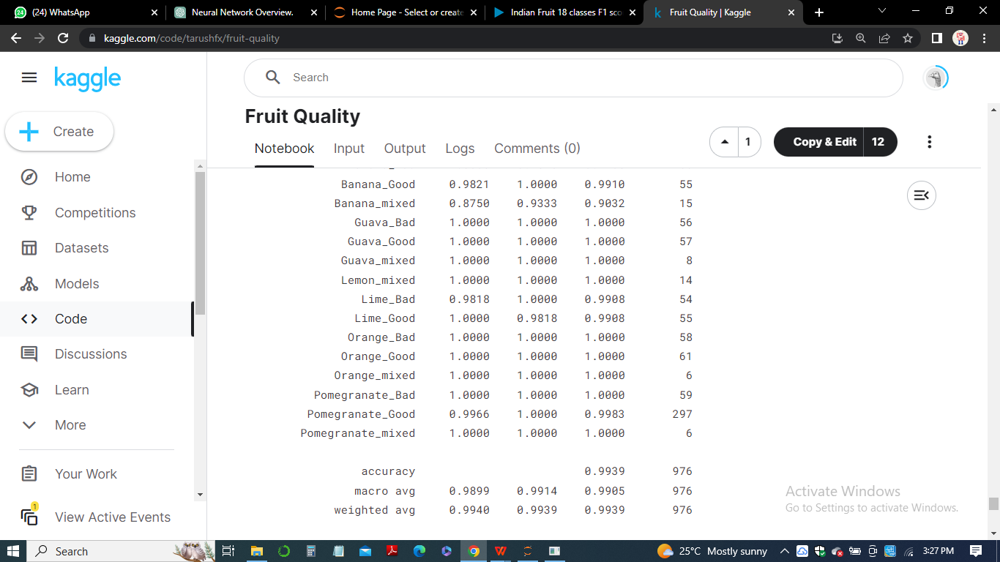 24 (24) WhatsApp
Neural Network Overview.
Home Page - Select or create
Indian Fruit 18 classes F1 sco
k Fruit Quality | Kaggle
kaggle.com/code/tarushfx/fruit-quality
kaggle
Search
Create
Fruit Quality
1
Copy & Edit 12
Notebook Input Output Logs Comments (0)
Home
Competitions
Datasets
Models
Code
Discussions
Learn
More
Your Work
1
View Active Events
Banana_Good 0.9821 1.0000 0.9910 55
Banana_mixed 0.8750 0.9333 0.9032 15
Guava_Bad 1.0000 1.0000 1.0000 56
Guava_Good 1.0000 1.0000 1.0000 57
Guava_mixed 1.0000 1.0000 1.0000 8
Lemon_mixed 1.0000 1.0000 1.0000 14
Lime_Bad 0.9818 1.0000 0.9908 54
Lime_Good 1.0000 0.9818 0.9908 55
Orange_Bad 1.0000 1.0000 1.0000 58
Orange_Good 1.0000 1.0000 1.0000 61
Orange_mixed 1.0000 1.0000 1.0000 6
Pomegranate_Bad 1.0000 1.0000 1.0000 59
Pomegranate_Good 0.9966 1.0000 0.9983 297
Pomegranate_mixed 1.0000 1.0000 1.0000 6
accuracy 0.9939 976
macro avg 0.9899 0.9914 0.9905 976
weighted avg 0.9940 0.9939 0.9939 976
Activate Windows
Go to Settings to activate Windows.
Search
25°C Mostly sunny
3:27 PM